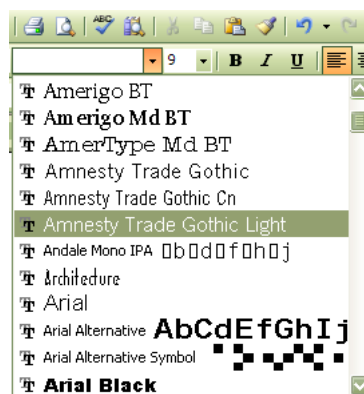 ABC
9 B I U
Amerigo BT
Amerigo Md BT
AmerType Md BT
Amnesty Trade Gothic
Amnesty Trade Gothic Cn
Amnesty Trade Gothic Light
Andale Mono IPA ▯b▯d▯f▯h▯j
Architecture
Arial
Arial Alternative AbCdEfGhIj
Arial Alternative Symbol
Arial Black